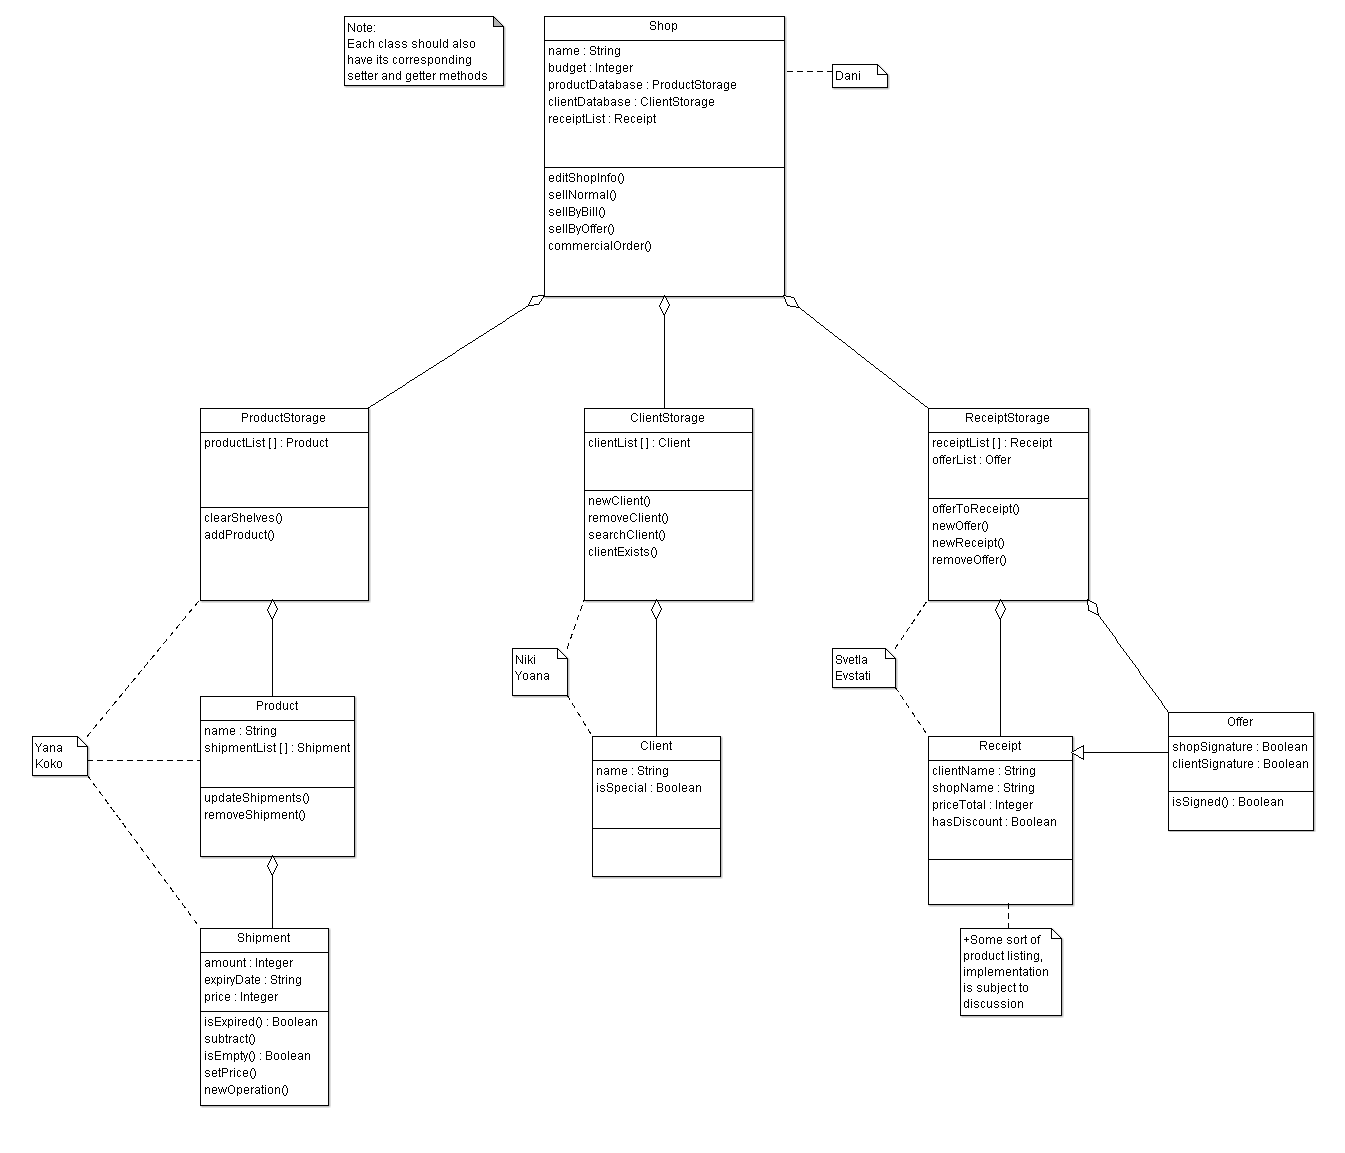 Note:
Each class should also
have its corresponding
setter and getter methods
Shop
name : String
budget : Integer
productDatabase : ProductStorage
clientDatabase : ClientStorage
receiptList : Receipt
editShopInfo()
sellNormal()
sellByBill()
sellByOffer()
commercialOrder()
Dani
ProductStorage
productList [ ] : Product
clearShelves()
addProduct()
ClientStorage
clientList [ ] : Client
newClient()
removeClient()
searchClient()
clientExists()
ReceiptStorage
receiptList [ ] : Receipt
offerList : Offer
offerToReceipt()
newOffer()
newReceipt()
removeOffer()
Niki
Yoana
Svetla
Evstati
Yana
Koko
Product
name : String
shipmentList [ ] : Shipment
updateShipments()
removeShipment()
Client
name : String
isSpecial : Boolean
Receipt
clientName : String
shopName : String
priceTotal : Integer
hasDiscount : Boolean
Offer
shopSignature : Boolean
clientSignature : Boolean
isSigned() : Boolean
Shipment
amount : Integer
expiryDate : String
price : Integer
isExpired() : Boolean
subtract()
isEmpty() : Boolean
setPrice()
newOperation()
+Some sort of
product listing,
implementation
is subject to
discussion